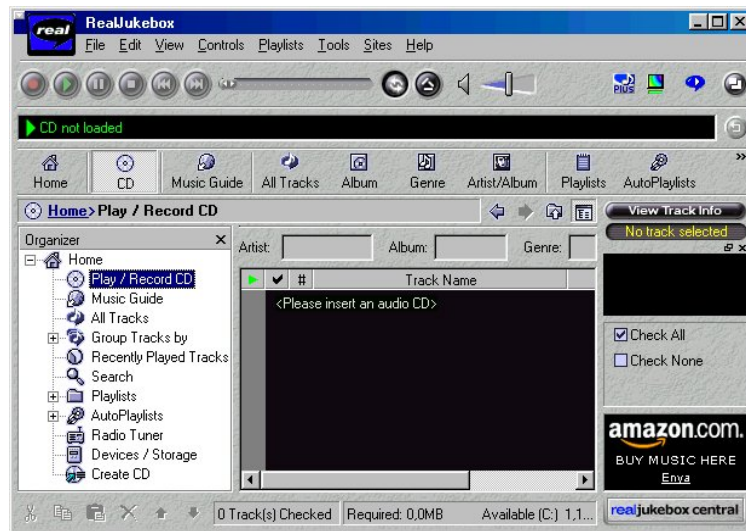 real RealJukebox
File Edit View Controls Playlists Tools Sites Help
PLUS
CD not loaded
Home CD Music Guide All Tracks Album Genre Artist/Album Playlists AutoPlaylists »
Home>Play / Record CD View Track Info
No track selected
Organizer x Artist: Album: Genre:
Home
Play / Record CD
Music Guide
All Tracks
Group Tracks by
Recently Played Tracks
Search
Playlists
AutoPlaylists
Radio Tuner
Devices / Storage
Create CD
# Track Name
<Please insert an audio CD>
Check All
Check None
amazon.com.
BUY MUSIC HERE
Enya
0 Track(s) Checked Required: 0,0MB Available (C:) 1,1... realjukebox central